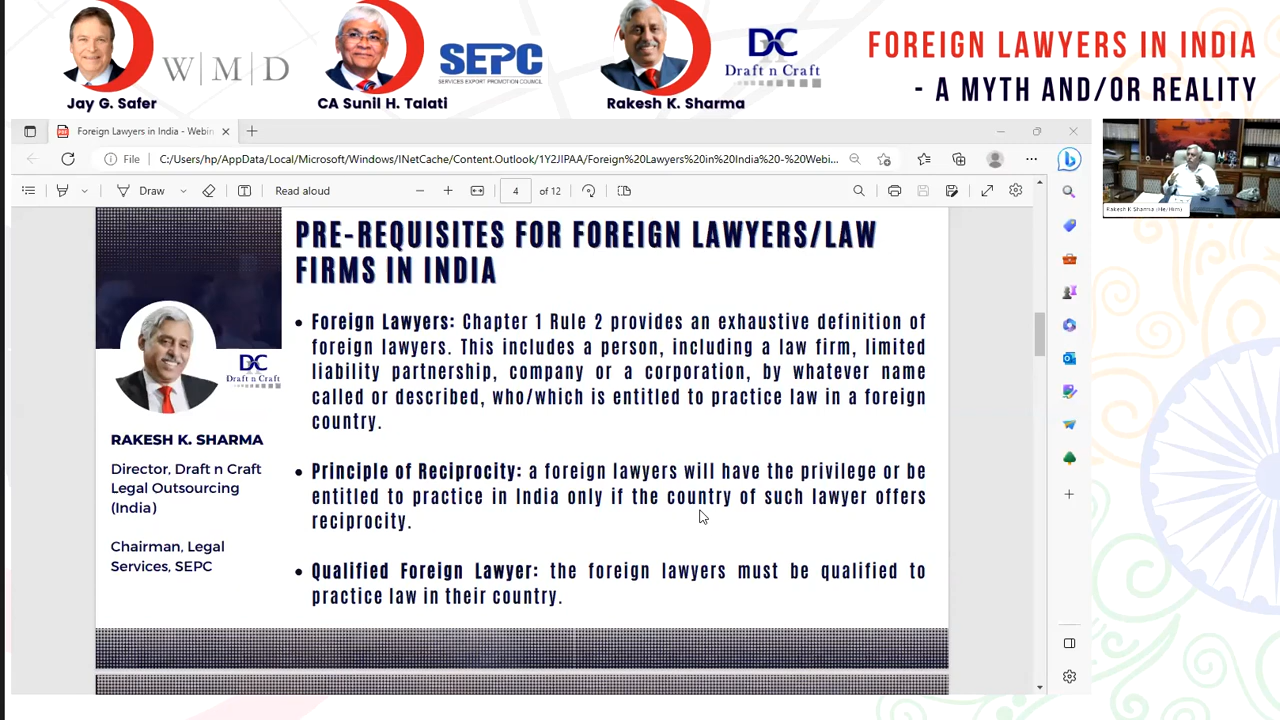 Jay G. Safer
W|M|D
CA Sunil H. Talati
SEPC
SERVICES EXPORT PROMOTION COUNCIL
Rakesh K. Sharma
DC
Draft n Craft
FOREIGN LAWYERS IN INDIA
- A MYTH AND/OR REALITY
Foreign Lawyers in India - Webin
File
C:/Users/hp/AppData/Local/Microsoft/Windows/INetCache/Content.Outlook/1Y2JIPAA/Foreign%20Lawyers%20in%20India%20-%20Webi...
Draw
Read aloud
4
of 12
Rakesh K Sharma (He/Him)
PRE-REQUISITES FOR FOREIGN LAWYERS/LAW
FIRMS IN INDIA
• Foreign Lawyers: Chapter 1 Rule 2 provides an exhaustive definition of
foreign lawyers. This includes a person, including a law firm, limited
liability partnership, company or a corporation, by whatever name
called or described, who/which is entitled to practice law in a foreign
country.
• Principle of Reciprocity: a foreign lawyers will have the privilege or be
entitled to practice in India only if the country of such lawyer offers
reciprocity.
• Qualified Foreign Lawyer: the foreign lawyers must be qualified to
practice law in their country.
DC
Draft n Craft
RAKESH K. SHARMA
Director, Draft n Craft
Legal Outsourcing
(India)
Chairman, Legal
Services, SEPC